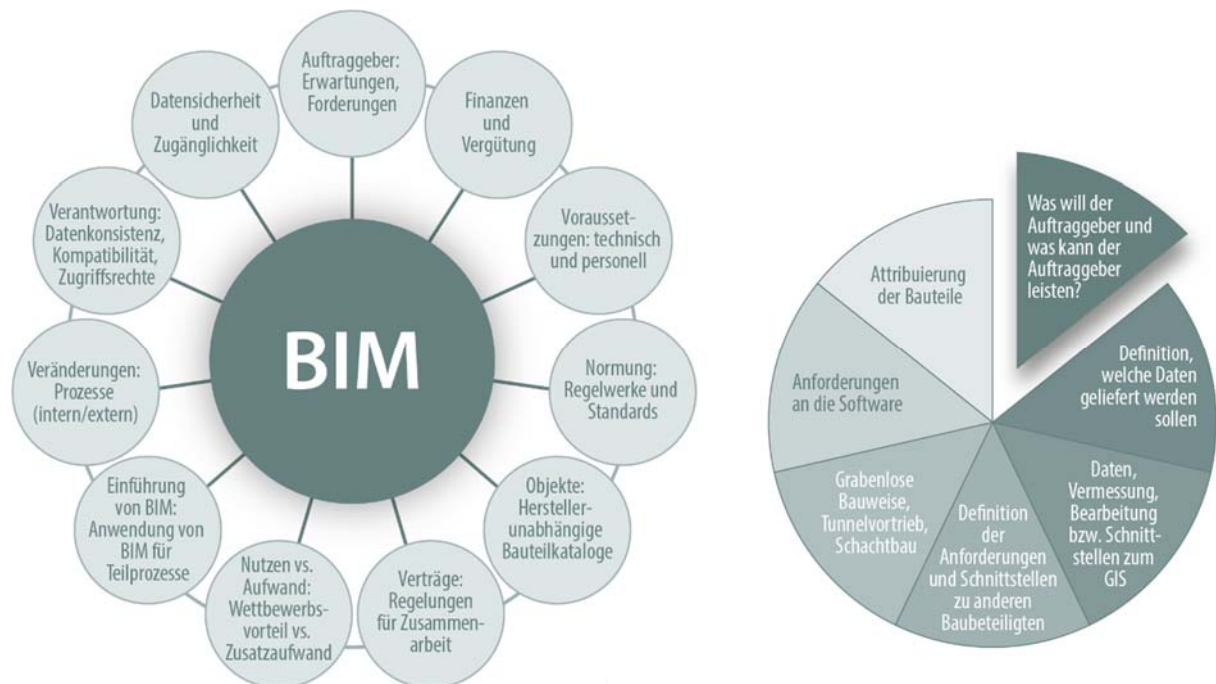 Auftraggeber:
Erwartungen,
Forderungen
Finanzen
und
Vergütung
Vorausset-
zungen: technisch
und personell
Normung:
Regelwerke und
Standards
Objekte:
Hersteller-
unabhängige
Bauteilkataloge
Verträge:
Regelungen
für Zusammen-
arbeit
Nutzen vs.
Aufwand:
Wettbewerbs-
vorteil vs.
Zusatzaufwand
Einführung
von BIM:
Anwendung von
BIM für
Teilprozesse
Veränderungen:
Prozesse
(intern/extern)
Verantwortung:
Datenkonsistenz,
Kompatibilität,
Zugriffsrechte
Datensicherheit
und
Zugänglichkeit
BIM
Was will der
Auftraggeber und
was kann der
Auftraggeber
leisten?
Definition,
welche Daten
geliefert werden
sollen
Daten,
Vermessung,
Bearbeitung
bzw. Schnitt-
stellen zum
GIS
Definition
der
Anforderungen
und Schnittstellen
zu anderen
Baubeteiligten
Grabenlose
Bauweise,
Tunnelvortrieb,
Schachtbau
Anforderungen
an die Software
Attribuierung
der Bauteile